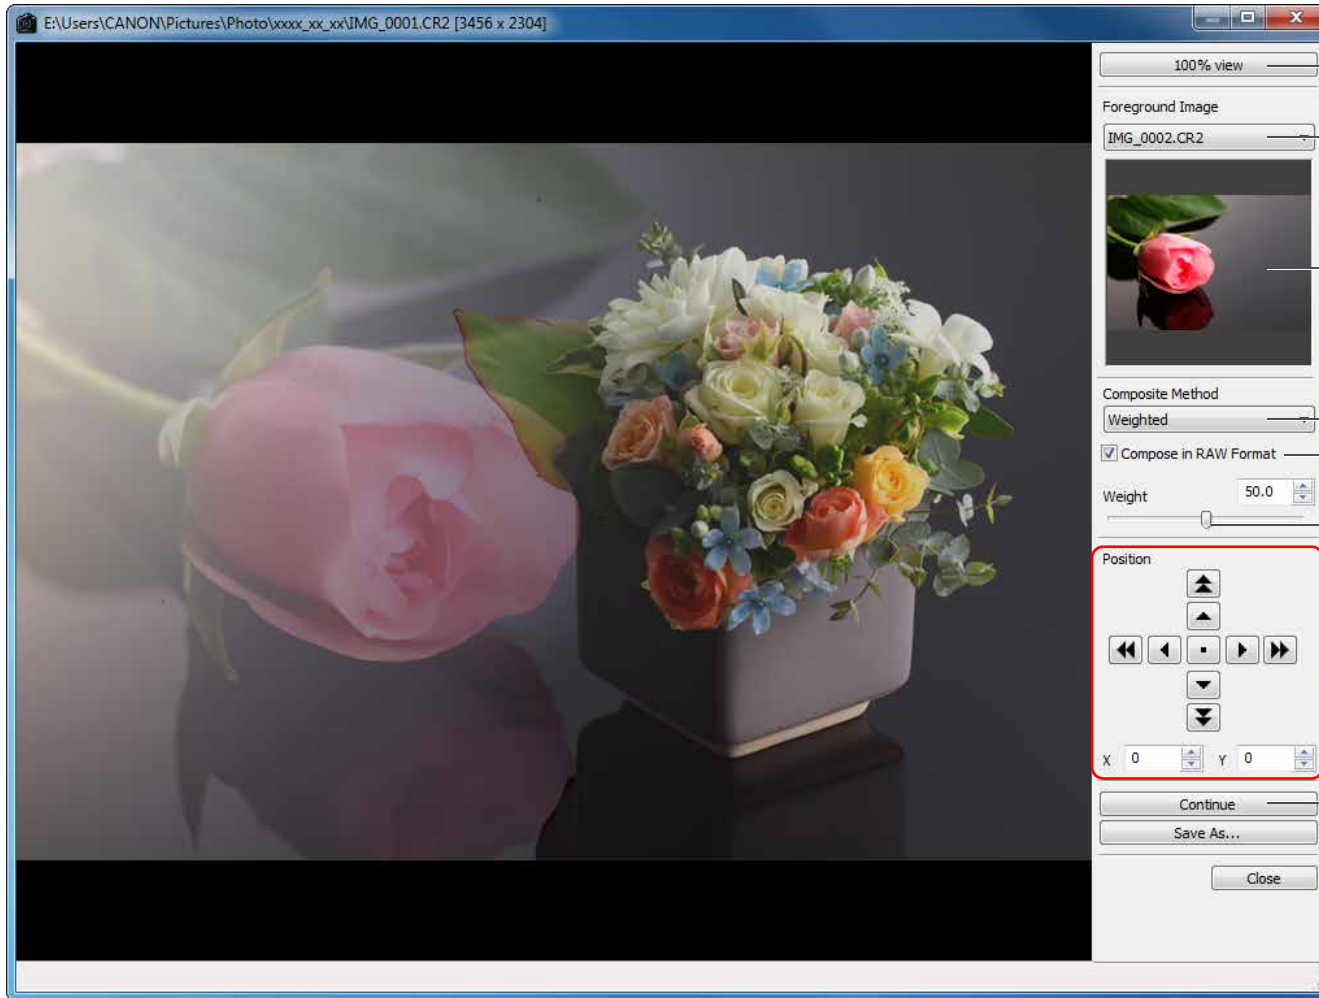 E:\Users\CANON\Pictures\Photo\xxxx_xx_xx\IMG_0001.CR2 [3456 x 2304]
100% view
Foreground Image
IMG_0002.CR2
Composite Method
Weighted
Compose in RAW Format
Weight 50.0
Position
X 0 Y 0
Continue
Save As...
Close